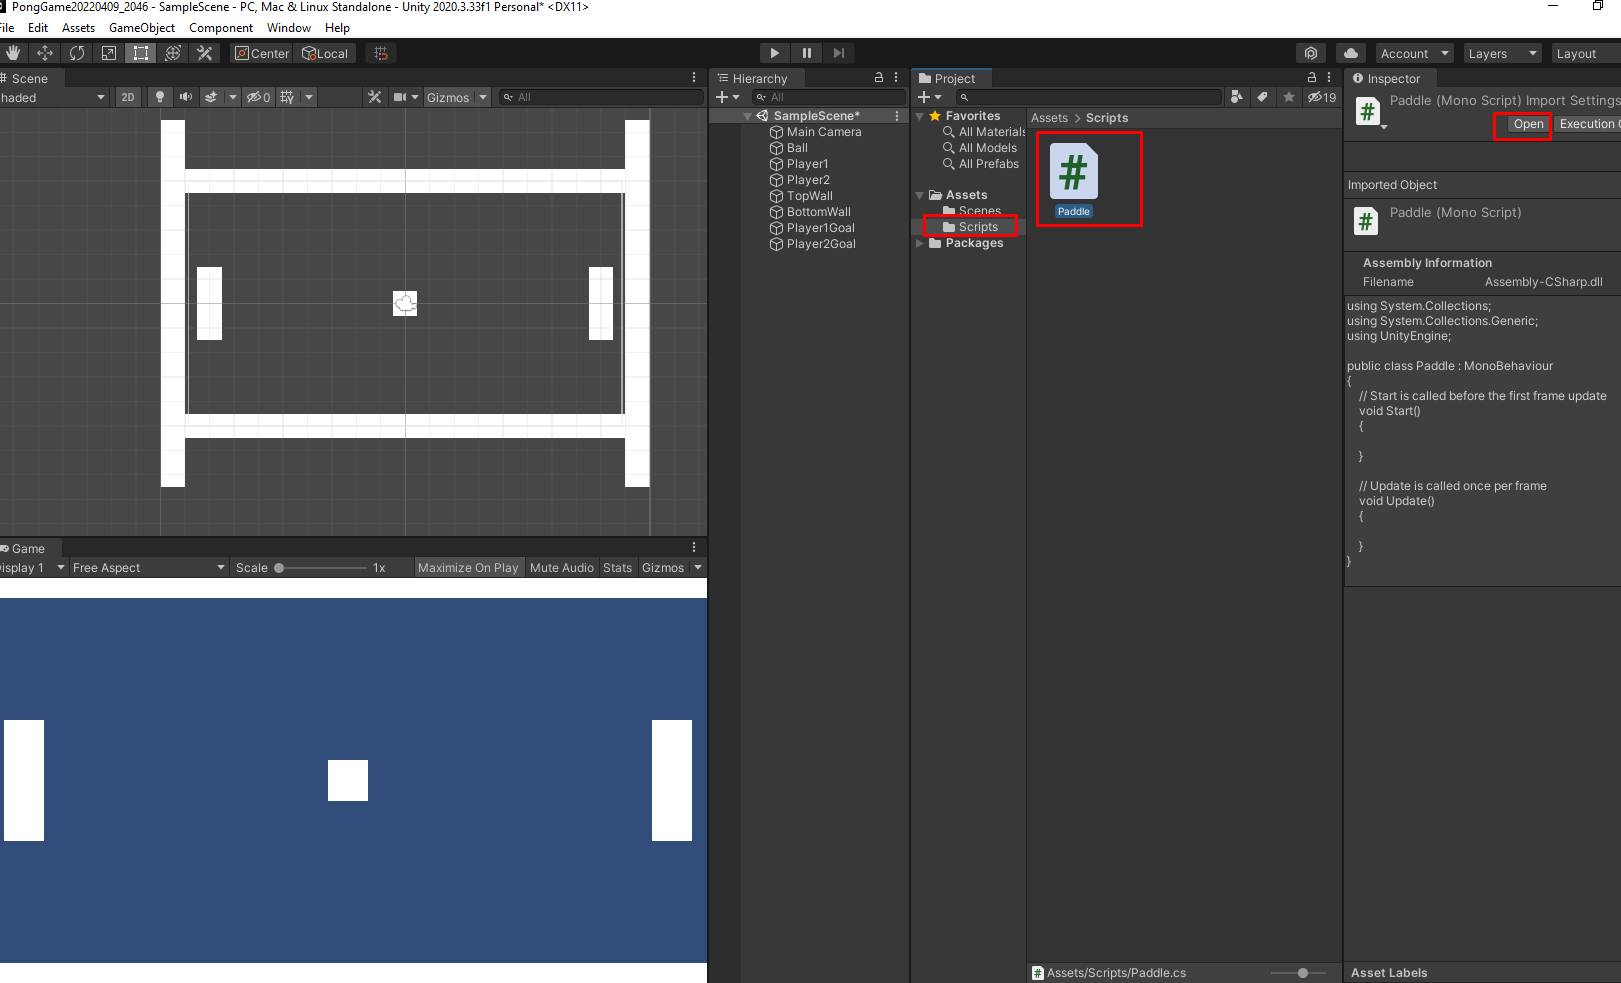 PongGame20220409_2046 - SampleScene - PC, Mac & Linux Standalone - Unity 2020.3.33f1 Personal* <DX11>
File Edit Assets GameObject Component Window Help
Center Local Account Layers Layout
Scene
haded 2D 0 Gizmos All
Game
isplay 1 Free Aspect Scale 1x Maximize On Play Mute Audio Stats Gizmos
Hierarchy
All
SampleScene*
Main Camera
Ball
Player1
Player2
TopWall
BottomWall
Player1Goal
Player2Goal
Project
19
Favorites
All Materials
All Models
All Prefabs
Assets
Scenes
Scripts
Packages
Assets > Scripts
#
Paddle
Assets/Scripts/Paddle.cs
Inspector
Paddle (Mono Script) Import Settings
Open Execution O
Imported Object
Paddle (Mono Script)
Assembly Information
Filename Assembly-CSharp.dll
using System.Collections;
using System.Collections.Generic;
using UnityEngine;
public class Paddle : MonoBehaviour
{
// Start is called before the first frame update
void Start()
{
}
// Update is called once per frame
void Update()
{
}
}
Asset Labels